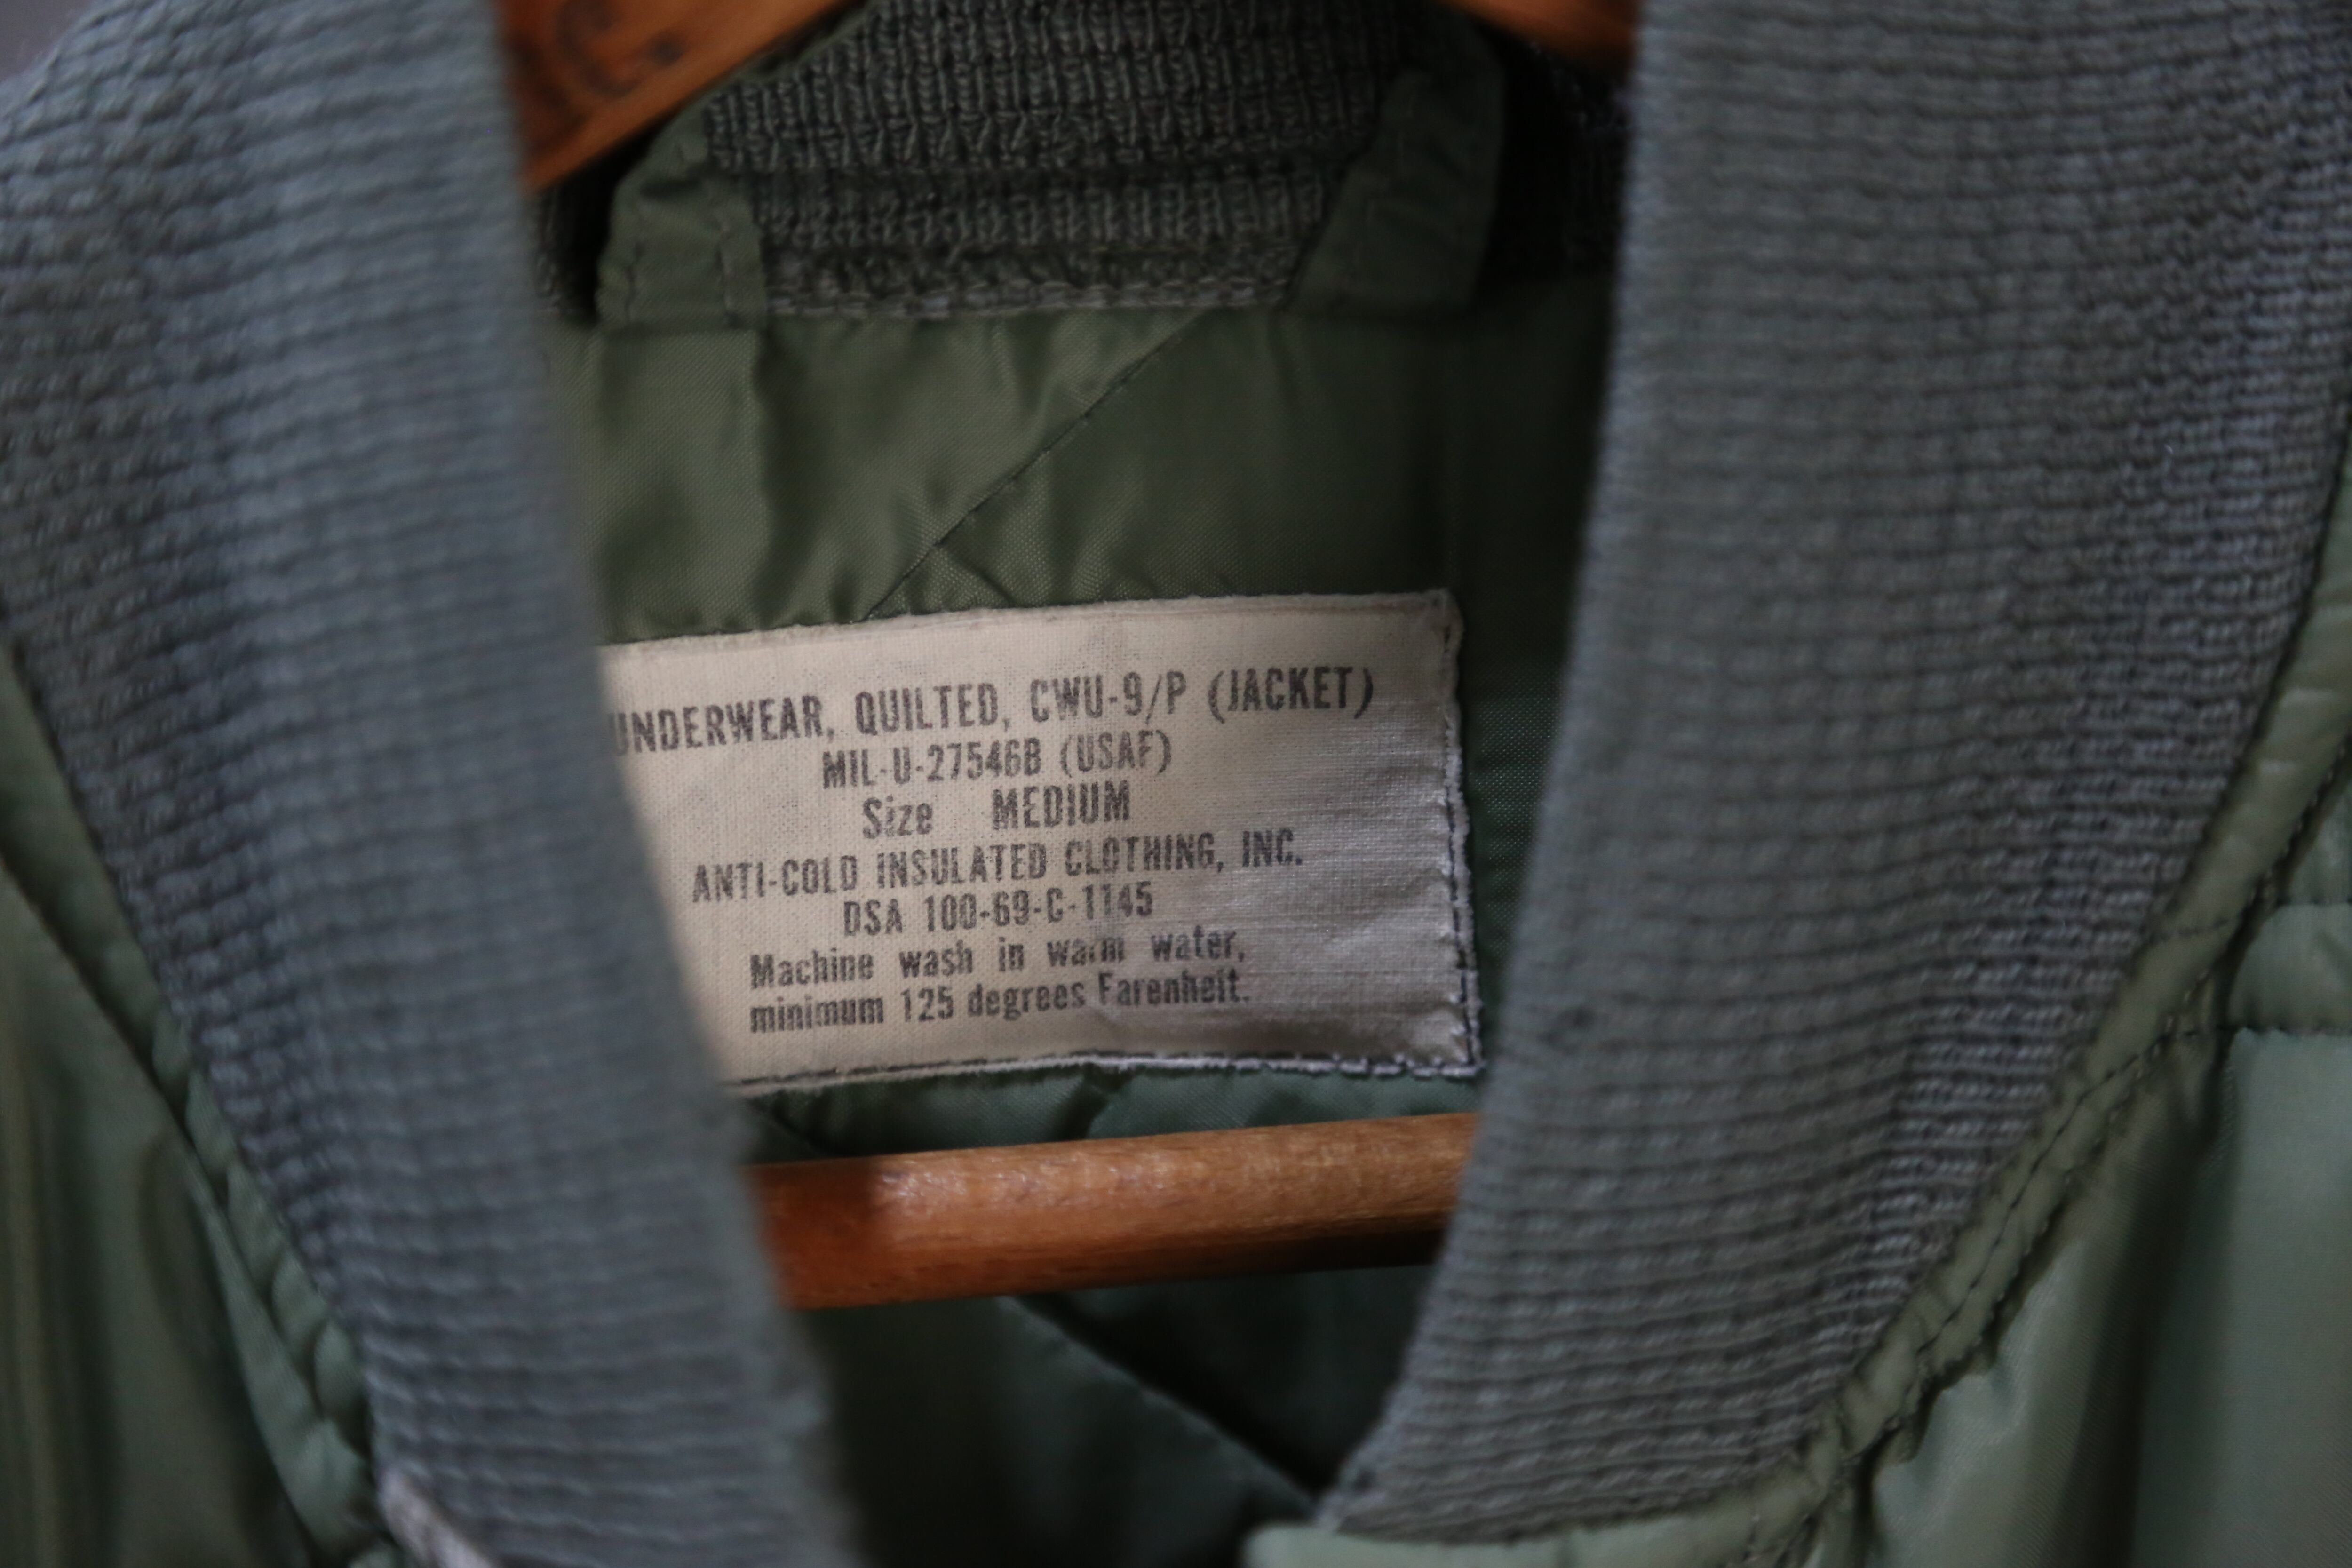 UNDERWEAR, QUILTED, CWU-9/P (JACKET)
MIL-U-27546B (USAF)
Size MEDIUM
ANTI-COLD INSULATED CLOTHING, INC.
DSA 100-69-C-1145
Machine wash in warm water,
minimum 125 degrees Farenheit.